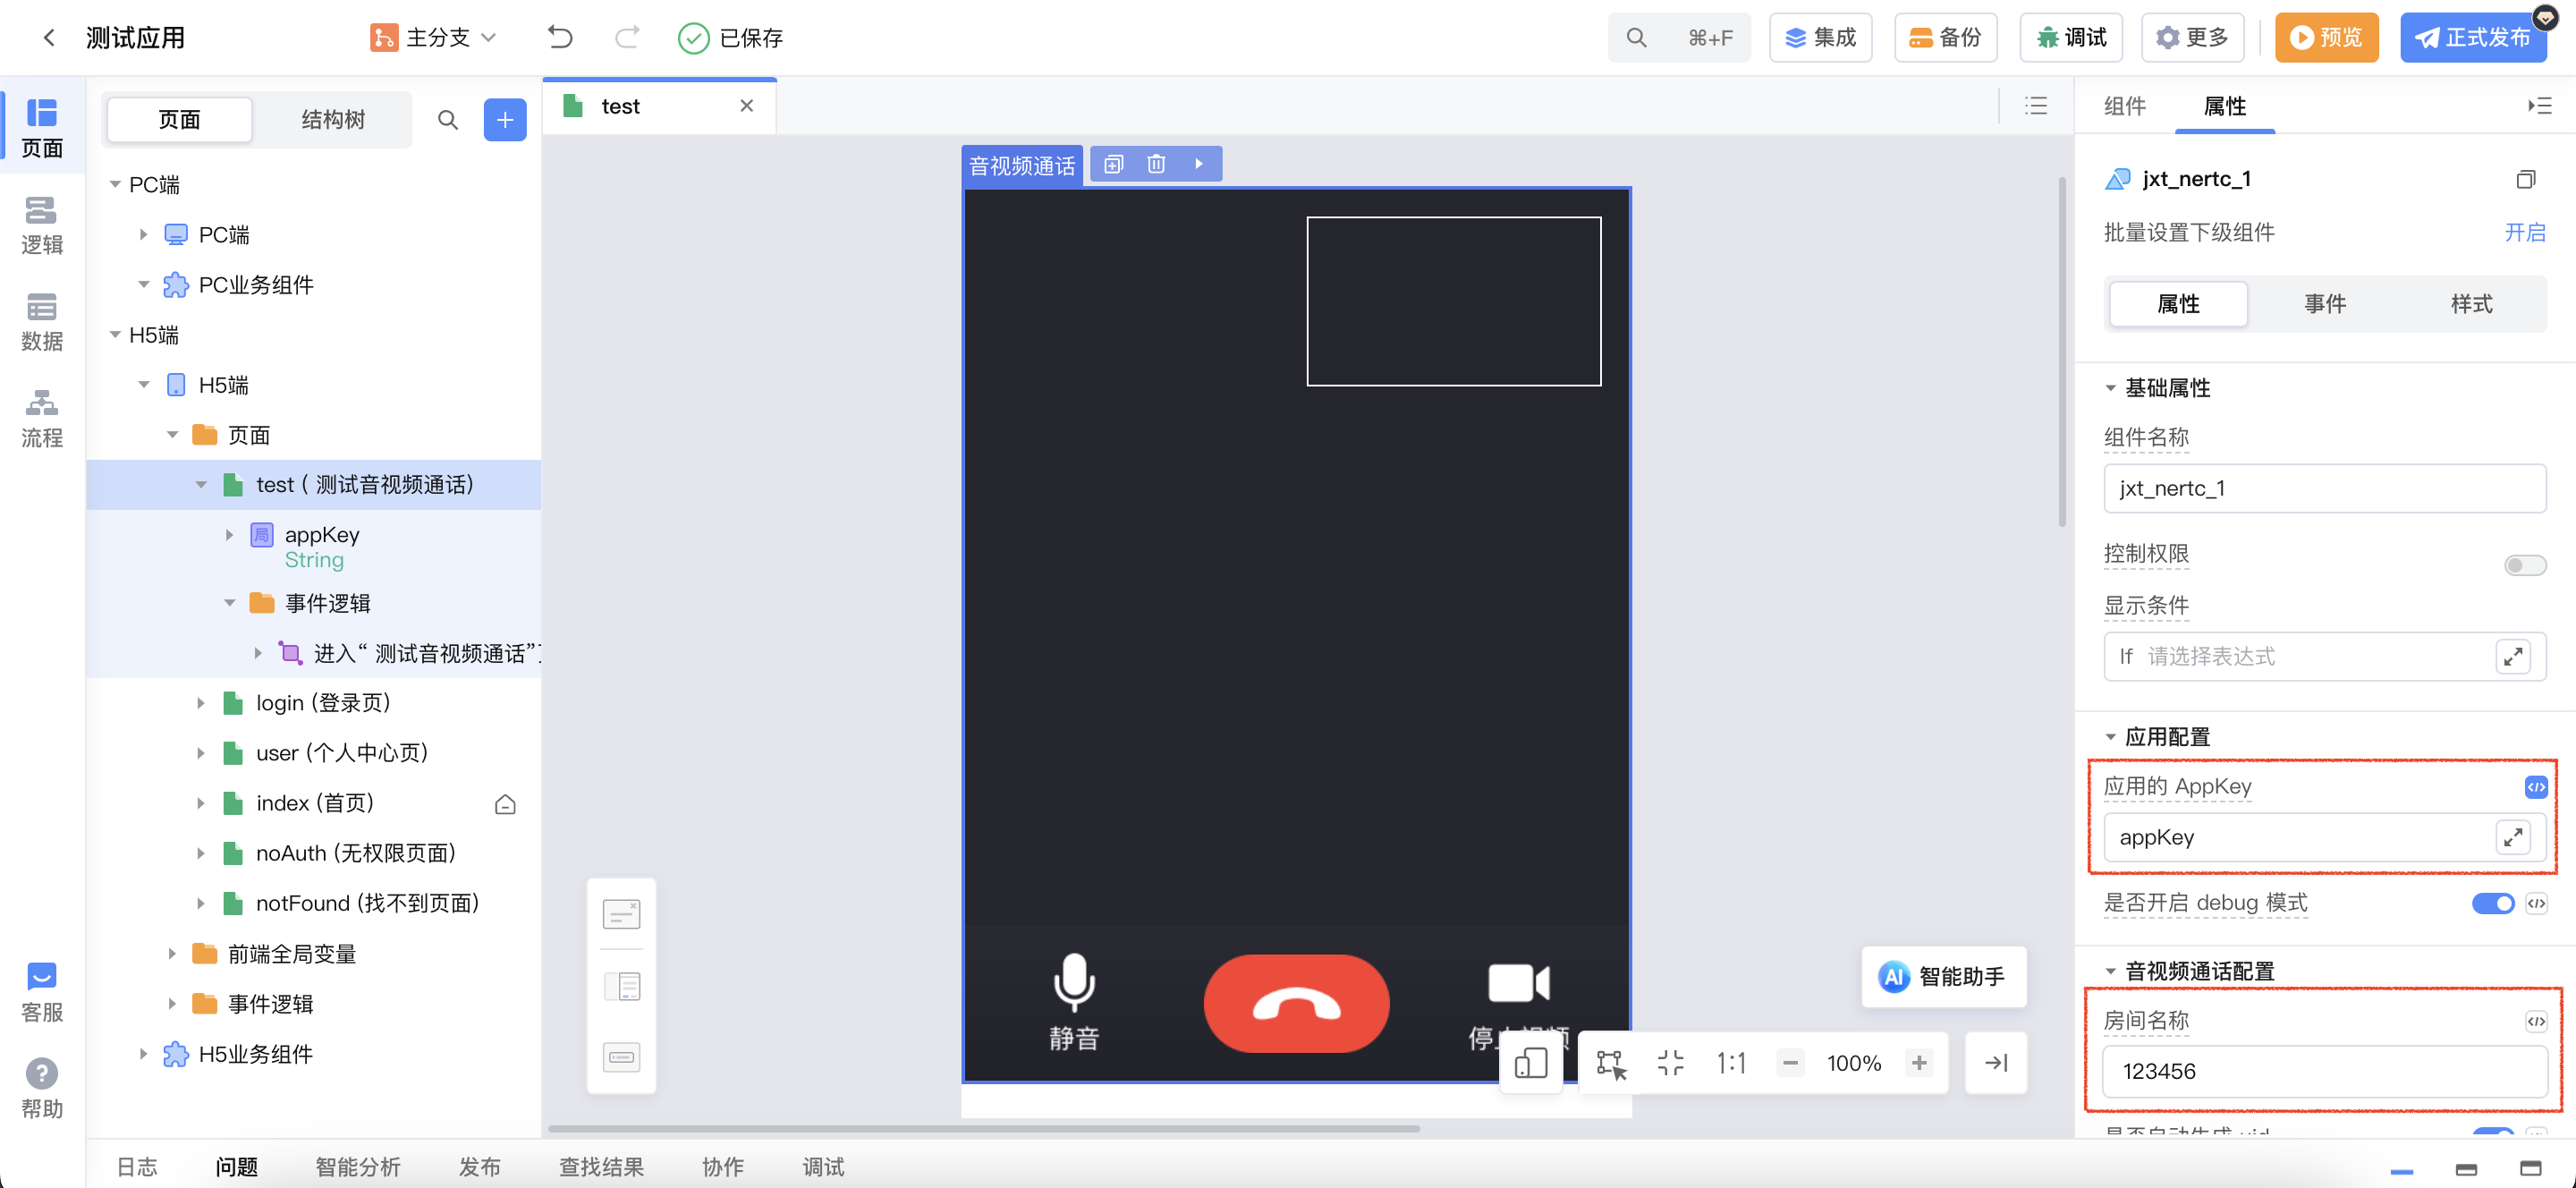 测试应用
主分支
已保存
⌘+F
集成
备份
调试
更多
预览
正式发布
页面
逻辑
数据
流程
客服
帮助
页面
结构树
PC端
PC端
PC业务组件
H5端
H5端
页面
test ( 测试音视频通话)
局
appKey
String
事件逻辑
进入“ 测试音视频通话”
login (登录页)
user (个人中心页)
index (首页)
noAuth (无权限页面)
notFound (找不到页面)
前端全局变量
事件逻辑
H5业务组件
test
音视频通话
静音
AI 智能助手
1:1
100%
组件
属性
jxt_nertc_1
批量设置下级组件
开启
属性
事件
样式
基础属性
组件名称
jxt_nertc_1
控制权限
显示条件
If 请选择表达式
应用配置
应用的 AppKey
appKey
是否开启 debug 模式
音视频通话配置
房间名称
123456
日志
问题
智能分析
发布
查找结果
协作
调试